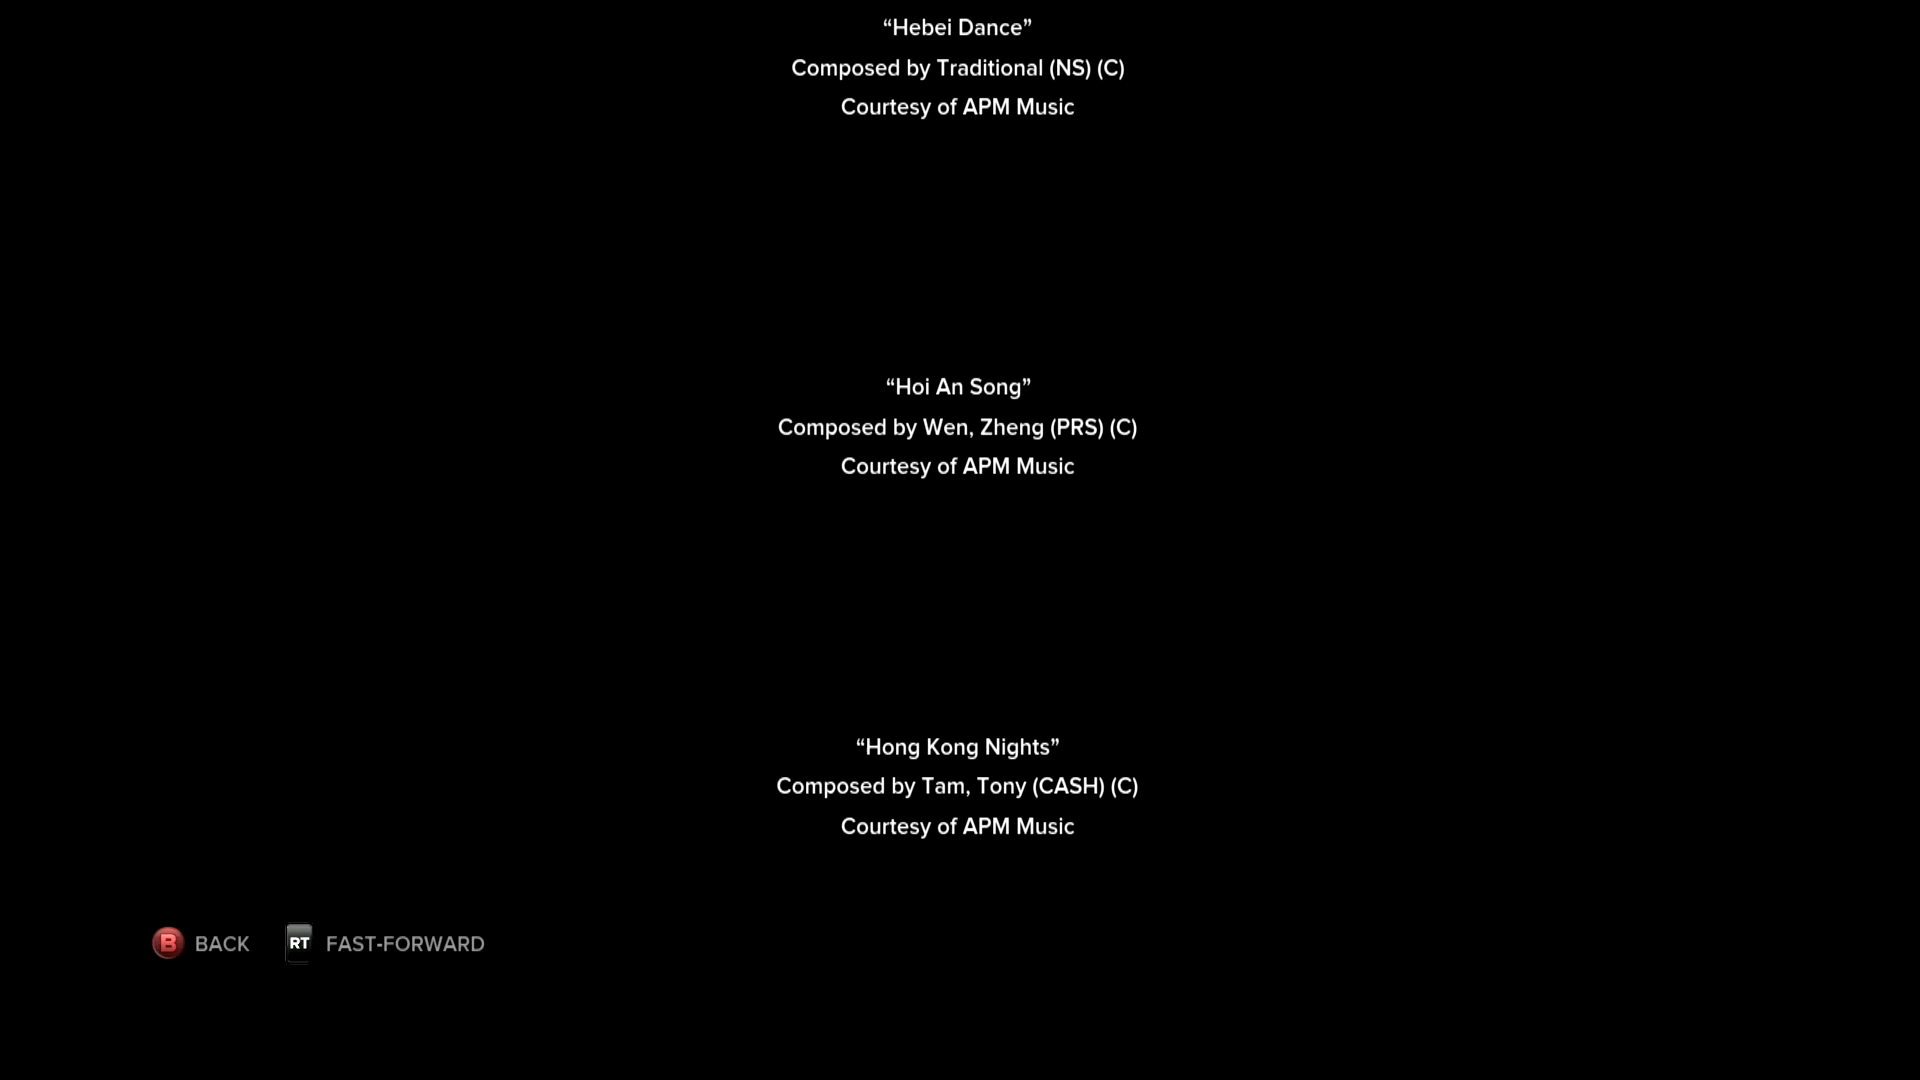 “Hebei Dance”
Composed by Traditional (NS) (C)
Courtesy of APM Music
“Hoi An Song”
Composed by Wen, Zheng (PRS) (C)
Courtesy of APM Music
“Hong Kong Nights”
Composed by Tam, Tony (CASH) (C)
Courtesy of APM Music
B BACK RT FAST-FORWARD